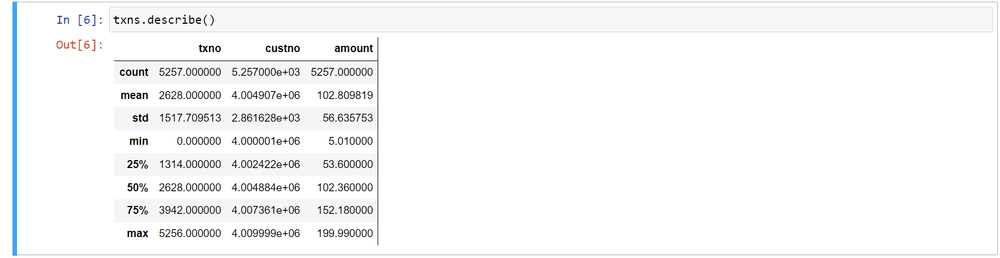 In [6]: txns.describe()
Out[6]:
txno custno amount
count 5257.000000 5.257000e+03 5257.000000
mean 2628.000000 4.004907e+06 102.809819
std 1517.709513 2.861628e+03 56.635753
min 0.000000 4.000001e+06 5.010000
25% 1314.000000 4.002422e+06 53.600000
50% 2628.000000 4.004884e+06 102.360000
75% 3942.000000 4.007361e+06 152.180000
max 5256.000000 4.009999e+06 199.990000